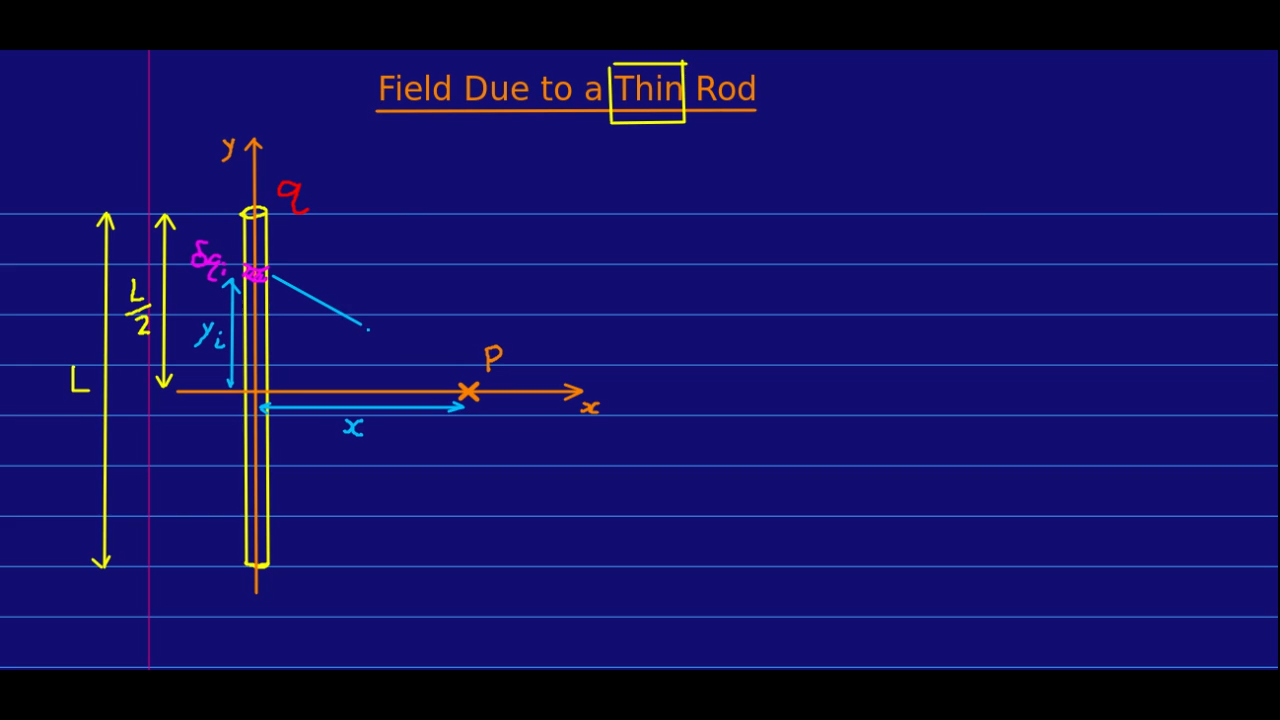 Field Due to a Thin Rod
y
q
δqᵢ
L/2
yᵢ
P
L
x
x